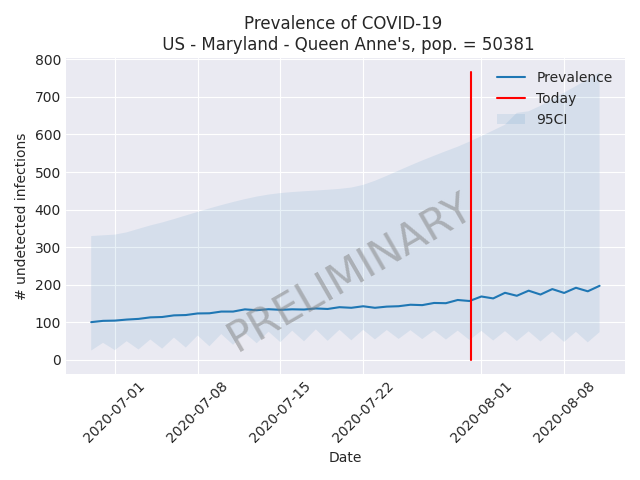 Prevalence of COVID-19
US - Maryland - Queen Anne's, pop. = 50381
800
700
600
500
400
300
200
100
0
# undetected infections
Prevalence
Today
95CI
PRELIMINARY
2020-07-01
2020-07-08
2020-07-15
2020-07-22
2020-08-01
2020-08-08
Date